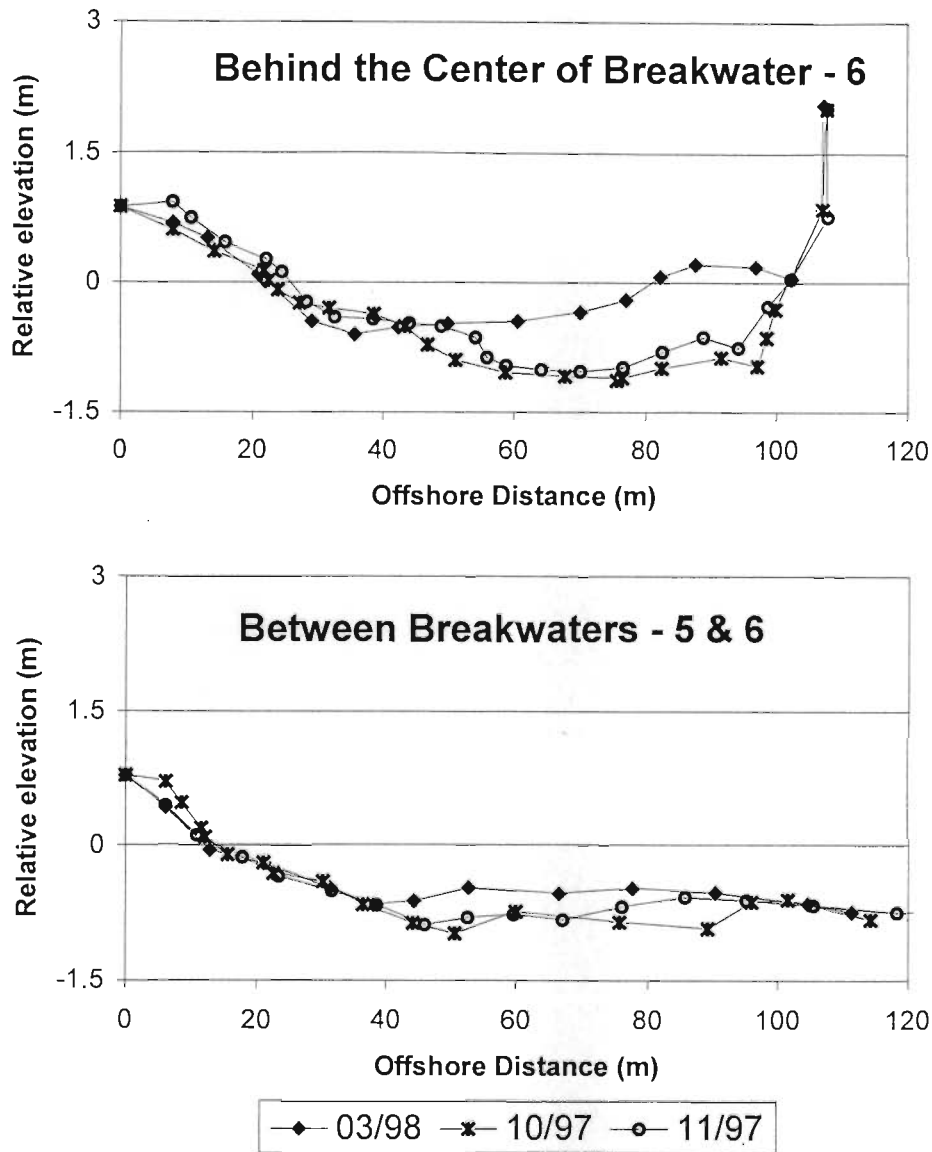 Behind the Center of Breakwater - 6
Relative elevation (m)
3
1.5
0
-1.5
0 20 40 60 80 100 120
Offshore Distance (m)
Between Breakwaters - 5 & 6
Relative elevation (m)
3
1.5
0
-1.5
0 20 40 60 80 100 120
Offshore Distance (m)
03/98 10/97 11/97